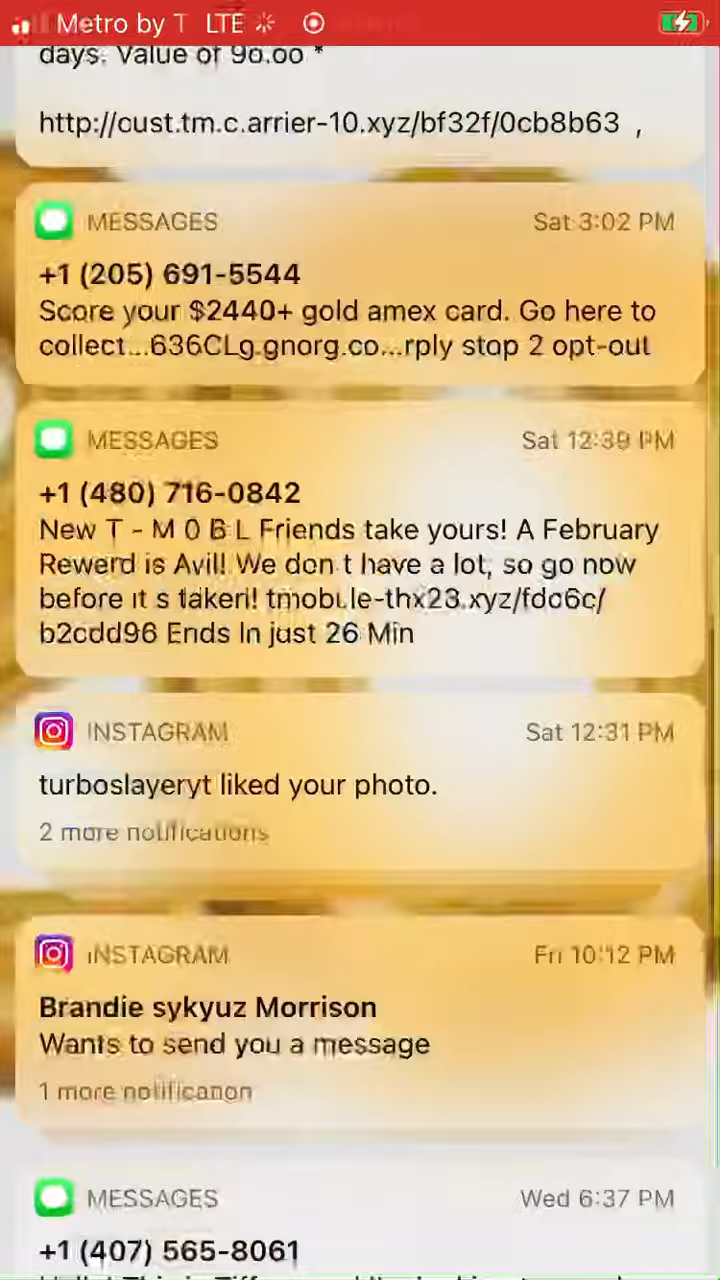 Metro by T LTE
days. Value of 90.oo *
http://cust.tm.c.arrier-10.xyz/bf32f/0cb8b63 ,
MESSAGES Sat 3:02 PM
+1 (205) 691-5544
Score your $2440+ gold amex card. Go here to
collect...636CLg.gnorg.co...rply stop 2 opt-out
MESSAGES Sat 12:39 PM
+1 (480) 716-0842
New T - M 0 B L Friends take yours! A February
Rewerd is Avil! We don t have a lot, so go now
before it s taken! tmobile-thx23.xyz/fdc6c/
b2cdd96 Ends In just 26 Min
INSTAGRAM Sat 12:31 PM
turboslayeryt liked your photo.
2 more notifications
INSTAGRAM Fri 10:12 PM
Brandie sykyuz Morrison
Wants to send you a message
1 more notification
MESSAGES Wed 6:37 PM
+1 (407) 565-8061